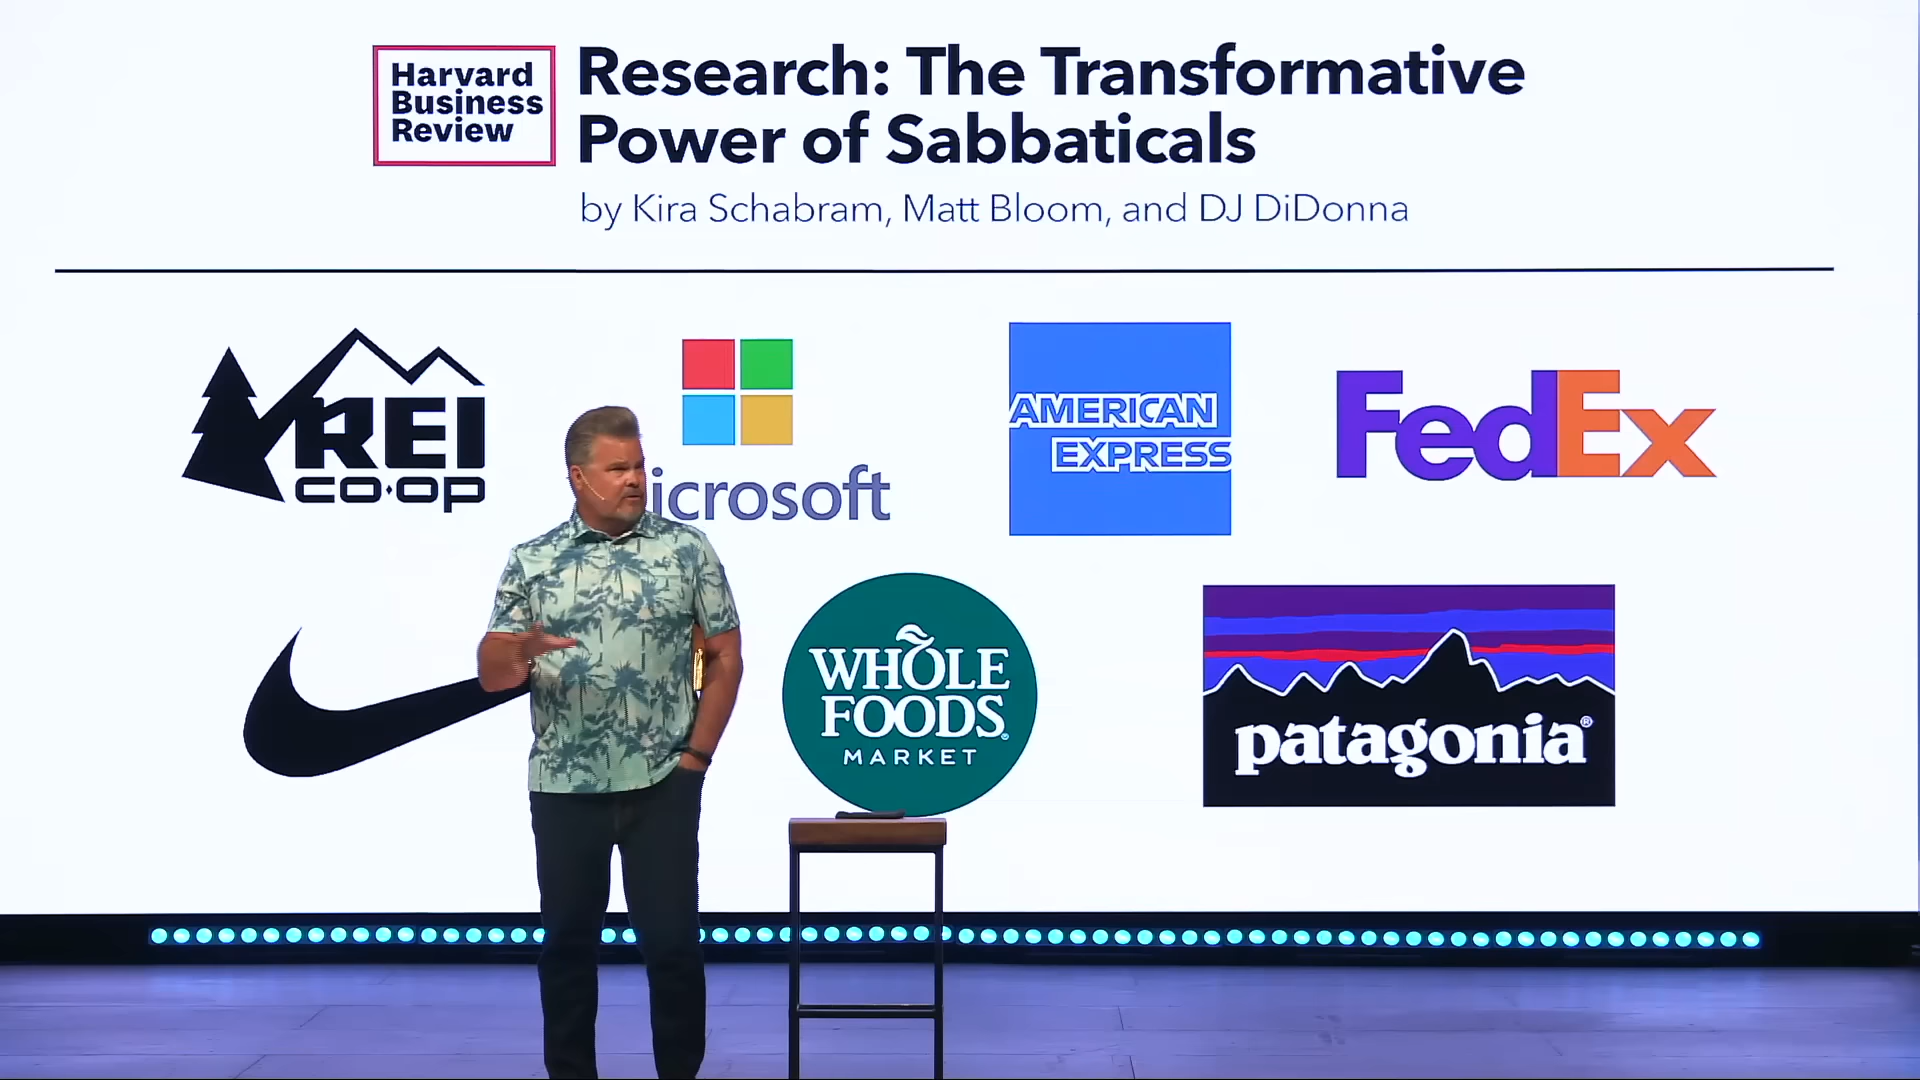 Harvard
Business
Review
Research: The Transformative
Power of Sabbaticals
by Kira Schabram, Matt Bloom, and DJ DiDonna
REI
CO·OP
icrosoft
AMERICAN
EXPRESS
FedEx
WHOLE
FOODS
MARKET
patagonia®